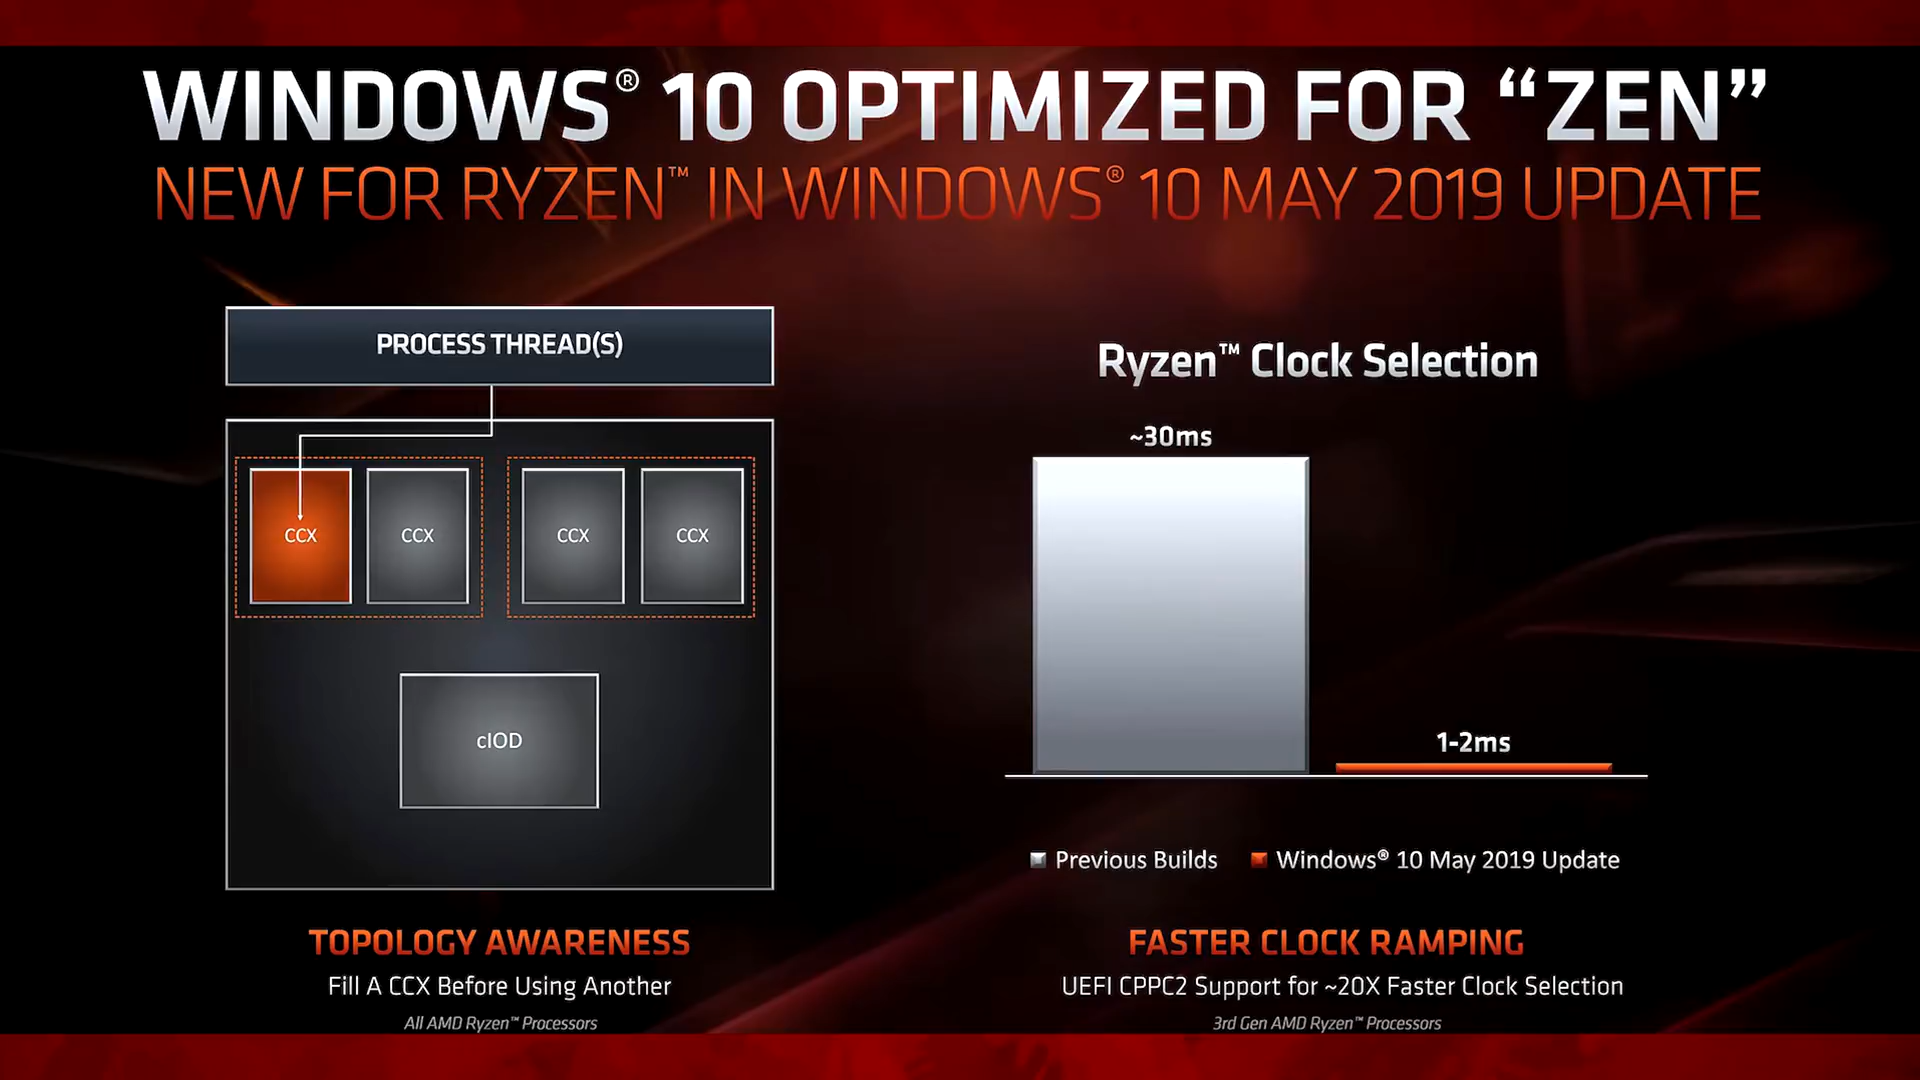 WINDOWS® 10 OPTIMIZED FOR “ZEN”
NEW FOR RYZEN™ IN WINDOWS® 10 MAY 2019 UPDATE
PROCESS THREAD(S)
CCX
CCX
CCX
CCX
cIOD
TOPOLOGY AWARENESS
Fill A CCX Before Using Another
All AMD Ryzen™ Processors
Ryzen™ Clock Selection
~30ms
1-2ms
Previous Builds
Windows® 10 May 2019 Update
FASTER CLOCK RAMPING
UEFI CPPC2 Support for ~20X Faster Clock Selection
3rd Gen AMD Ryzen™ Processors